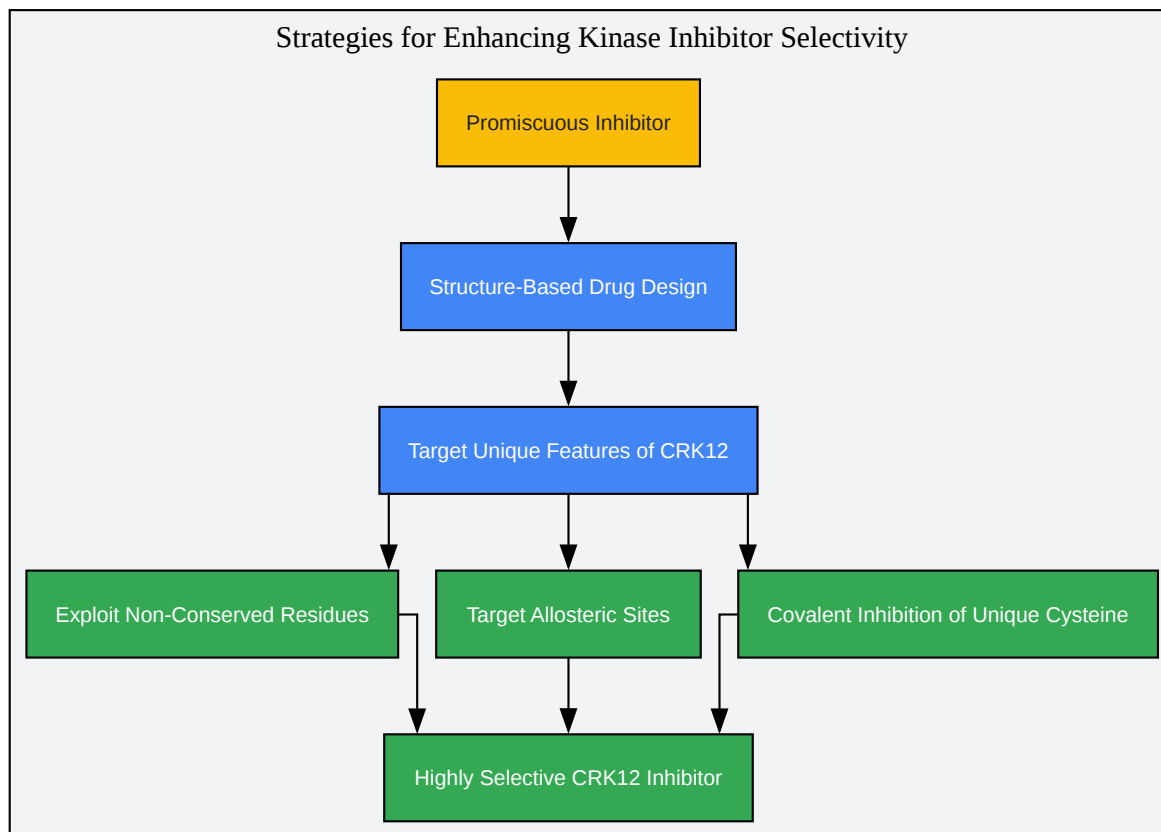 Strategies for Enhancing Kinase Inhibitor Selectivity
Promiscuous Inhibitor
Structure-Based Drug Design
Target Unique Features of CRK12
Exploit Non-Conserved Residues
Target Allosteric Sites
Covalent Inhibition of Unique Cysteine
Highly Selective CRK12 Inhibitor